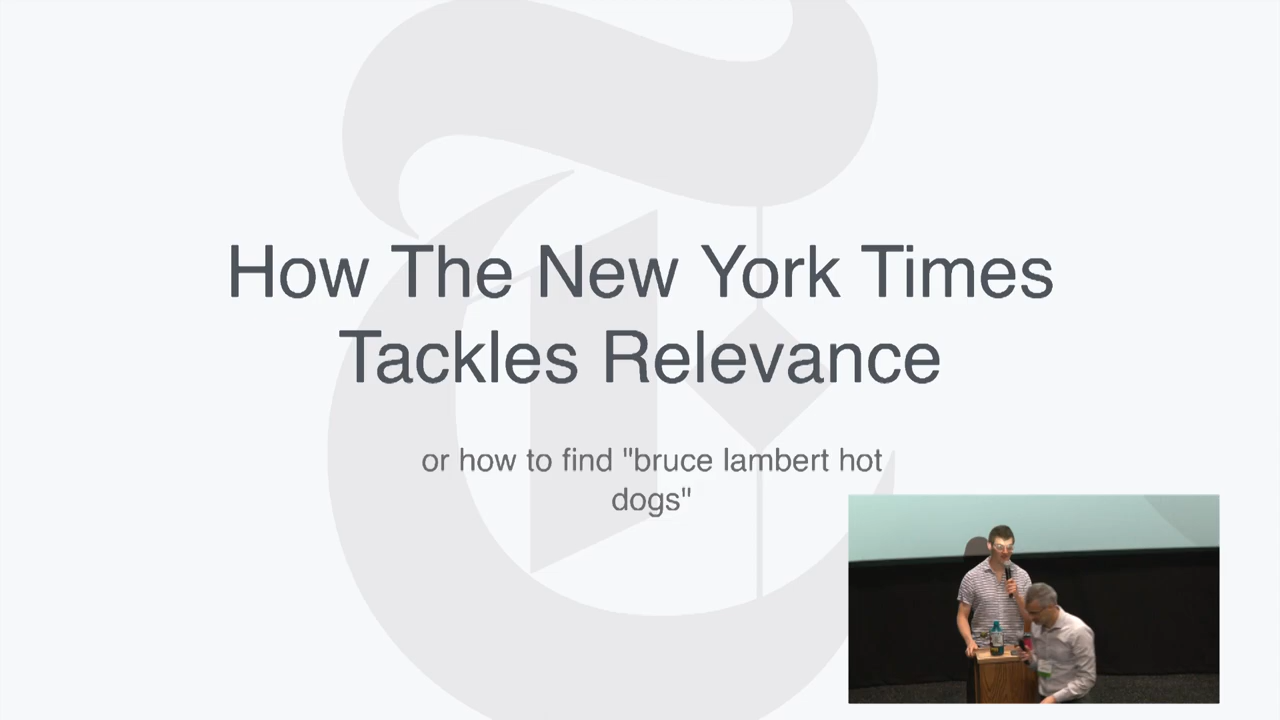 How The New York Times
Tackles Relevance
or how to find "bruce lambert hot
dogs"